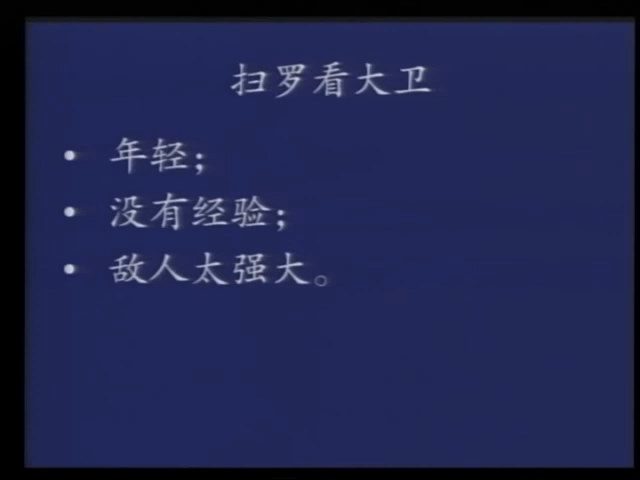 扫罗看大卫
• 年轻；
• 没有经验；
• 敌人太强大。